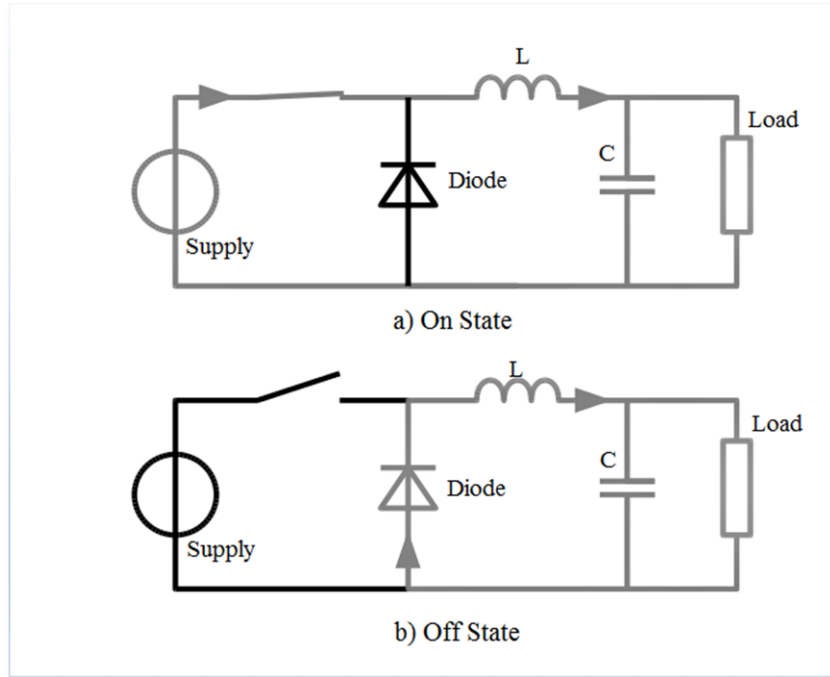 L
Load
C
Diode
Supply
a) On State
L
Load
C
Diode
Supply
b) Off State